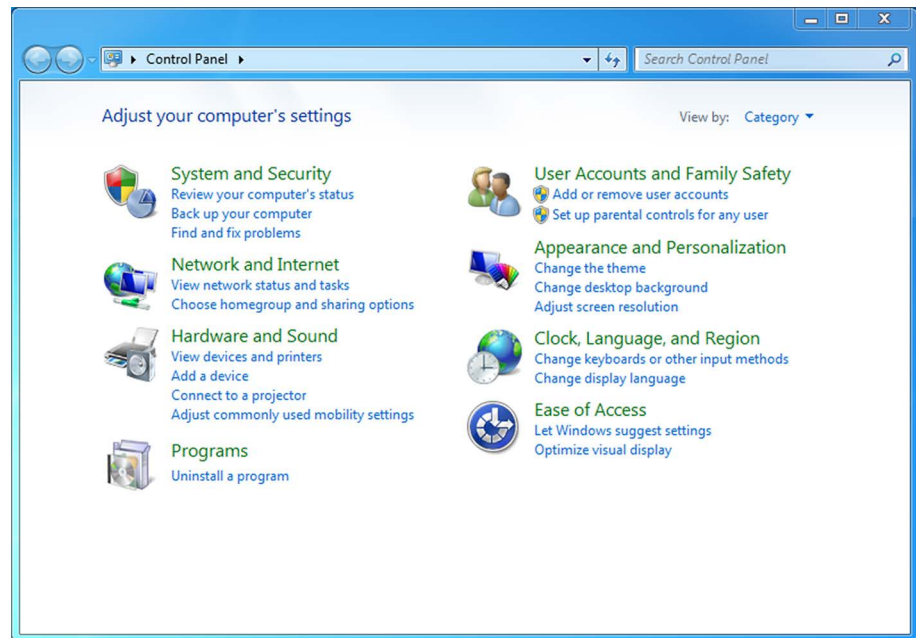 Control Panel
Search Control Panel
Adjust your computer's settings
View by: Category
System and Security
Review your computer's status
Back up your computer
Find and fix problems
Network and Internet
View network status and tasks
Choose homegroup and sharing options
Hardware and Sound
View devices and printers
Add a device
Connect to a projector
Adjust commonly used mobility settings
Programs
Uninstall a program
User Accounts and Family Safety
Add or remove user accounts
Set up parental controls for any user
Appearance and Personalization
Change the theme
Change desktop background
Adjust screen resolution
Clock, Language, and Region
Change keyboards or other input methods
Change display language
Ease of Access
Let Windows suggest settings
Optimize visual display